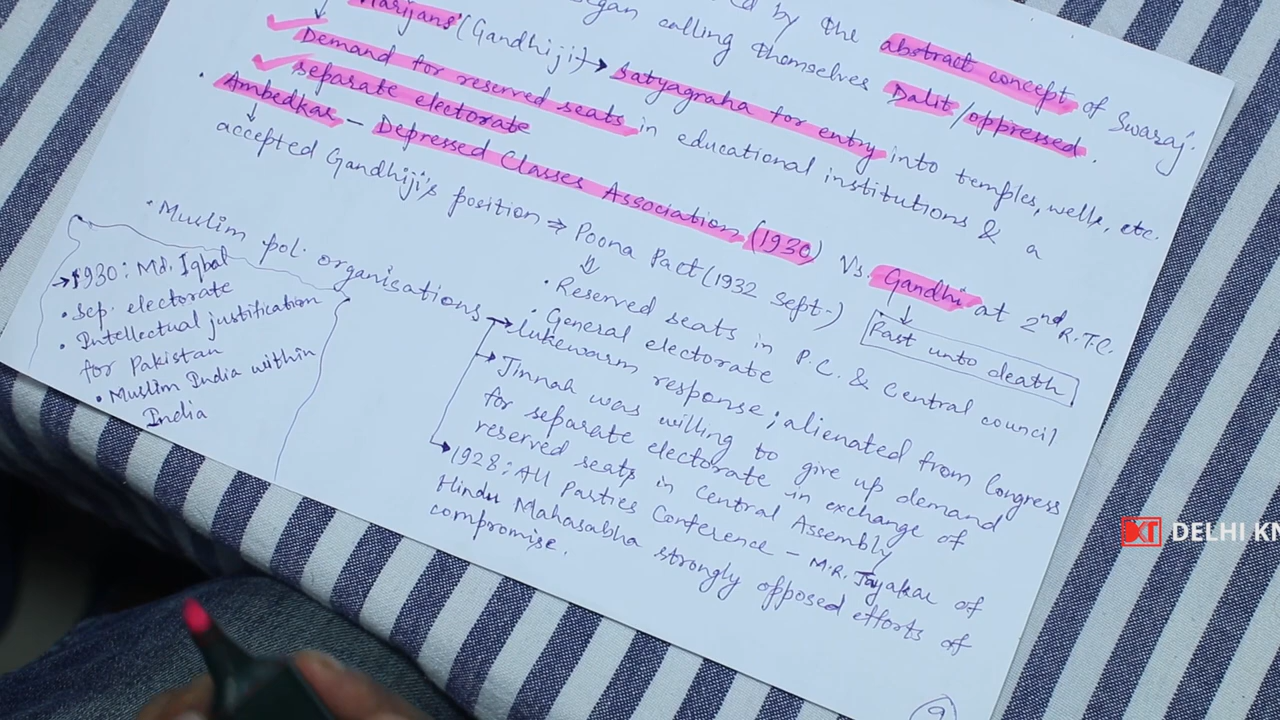 ed by the abstract concept of Swaraj.
egan calling themselves Dalit/oppressed.
'Harijans' (Gandhiji) → Satyagraha for entry into temples, wells, etc.
✓ Demand for reserved seats in educational institutions & a
✓ separate electorate
• Ambedkar – Depressed Classes Association (1930) Vs. Gandhi at 2nd R.T.C.
Fast unto death
accepted Gandhiji's position ⇒ Poona Pact (1932 Sept.)
• Reserved seats in P.C. & Central council
• General electorate
• Muslim pol. organisations
→ lukewarm response; alienated from Congress
→ Jinnah was willing to give up demand
for separate electorate in exchange of
reserved seats in Central Assembly
→ 1928: All Parties Conference – M.R. Jayakar of
Hindu Mahasabha strongly opposed efforts of
compromise.
→ 1930: Md. Iqbal
• Sep. electorate
• Intellectual justification
for Pakistan
• Muslim India within
India
9
DELHI KN